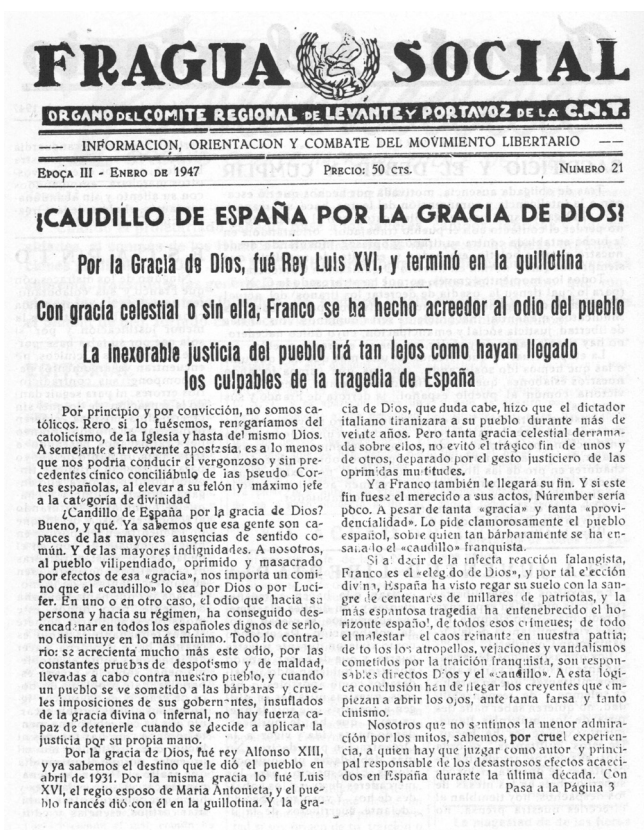 FRAGUA SOCIAL
ORGANO DEL COMITE REGIONAL DE LEVANTE Y PORTAVOZ DE LA C.N.T.
INFORMACION, ORIENTACION Y COMBATE DEL MOVIMIENTO LIBERTARIO
EPOCA III - ENERO DE 1947 PRECIO: 50 CTS. NUMERO 21
¡CAUDILLO DE ESPAÑA POR LA GRACIA DE DIOS?
Por la Gracia de Dios, fué Rey Luis XVI, y terminó en la guillotina
Con gracia celestial o sin ella, Franco se ha hecho acreedor al odio del pueblo
La inexorable justicia del pueblo irá tan lejos como hayan llegado
los culpables de la tragedia de España
Por principio y por convicción, no somos ca-
tólicos. Rero si lo fuésemos, renegaríamos del
catolicismo, de la Iglesia y hasta del mismo Dios.
A semejante e irreverente apostasía. es a lo menos
que nos podria conducir el vergonzoso y sin pre-
cedentes cínico conciliábulo de las pseudo Cor-
tes españolas, al elevar a su felón y máximo jefe
a la categoría de divinidad
¿Candillo de España por la gracia de Dios?
Bueno, y qué. Ya sabemos que esa gente son ca-
paces de las mayores ausencias de sentido co-
mún. Y de las mayores indignidades. A nosotros,
al pueblo vilipendiado, oprimido y masacrado
por efectos de esa «gracia», nos importa un comi-
no que el «caudillo» lo sea por Dios o por Luci-
fer. En uno o en otro caso, el odio que hacia su
persona y hacia su régimen, ha conseguido des-
encadenar en todos los españoles dignos de serlo,
no disminuye en lo más mínimo. Todo lo contra-
rio: se acrecienta mucho más este odio, por las
constantes pruebas de despotismo y de maldad,
llevadas a cabo contra nuestro pueblo, y cuando
un pueblo se ve sometido a las bárbaras y crue-
les imposiciones de sus gobernantes, insuflados
de la gracia divina o infernal, no hay fuerza ca-
paz de detenerle cuando se decide a aplicar la
justicia por su propia mano.
Por la gracia de Dios, fué rey Alfonso XIII,
y ya sabemos el destino que le dió el pueblo en
abril de 1931. Por la misma gracia lo fué Luis
XVI, el regio esposo de Maria Antonieta, y el pue-
blo francés dió con él en la guillotina. Y la gra-
cia de Dios, que duda cabe, hizo que el dictador
italiano tiranizara a su pueblo durante más de
veinte años. Pero tanta gracia celestial derrama-
da sobre ellos, no evitó el trágico fin de unos y
de otros, deparado por el gesto justiciero de las
oprimidas multitudes.
Y a Franco también le llegará su fin. Y si este
fin fuese el merecido a sus actos, Núrember sería
pbco. A pesar de tanta «gracia» y tanta «provi-
dencialidad». Lo pide clamorosamente el pueblo
español, sobre quien tan bárbaramente se ha en-
sañado el «caudillo» franquista.
Si a decir de la infecta reacción falangista,
Franco es el «elegido de Dios», y por tal elección
divina, España ha visto regar su suelo con la san-
gre de centenares de millares de patriotas, y la
más espantosa tragedia ha entenebrecido el ho-
rizonte español, de todos esos crímenes; de todo
el malestar el caos reinante en nuestra patria;
de to los los atropellos, vejaciones y vandalismos
cometidos por la traición franquista, son respon-
sables directos Dios y el «caudillo». A esta lógi-
ca conclusión han de llegar los creyentes que em-
piezan a abrir los ojos, ante tanta farsa y tanto
cinismo.
Nosotros que no sentimos la menor admira-
ción por los mitos, sabemos, por cruel experien-
cia, a quien hay que juzgar como autor y princi-
pal responsable de los desastrosos efectos acaeci-
dos en España durante la última década. Con
Pasa a la Página 3